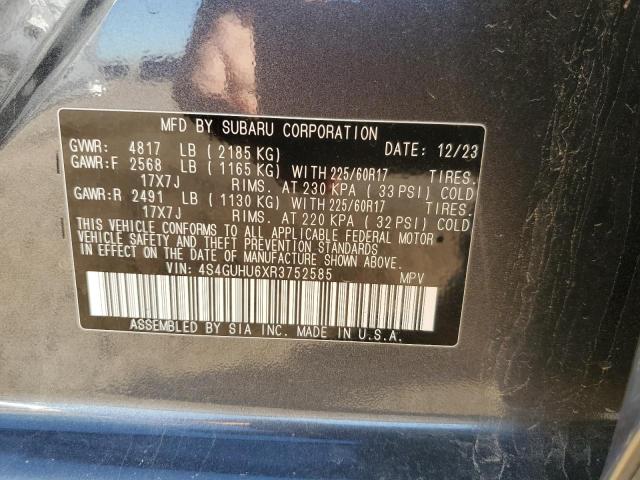 MFD BY SUBARU CORPORATION
GVWR: 4817 LB ( 2185 KG) DATE: 12/23
GAWR:F 2568 LB ( 1165 KG) WITH 225/60R17 TIRES.
17X7J RIMS. AT 230 KPA ( 33 PSI) COLD
GAWR:R 2491 LB ( 1130 KG) WITH 225/60R17 TIRES.
17X7J RIMS. AT 220 KPA ( 32 PSI) COLD
THIS VEHICLE CONFORMS TO ALL APPLICABLE FEDERAL MOTOR
VEHICLE SAFETY AND THEFT PREVENTION STANDARDS
IN EFFECT ON THE DATE OF MANUFACTURE SHOWN ABOVE.
VIN: 4S4GUHU6XR3752585 MPV
ASSEMBLED BY SIA INC. MADE IN U.S.A.